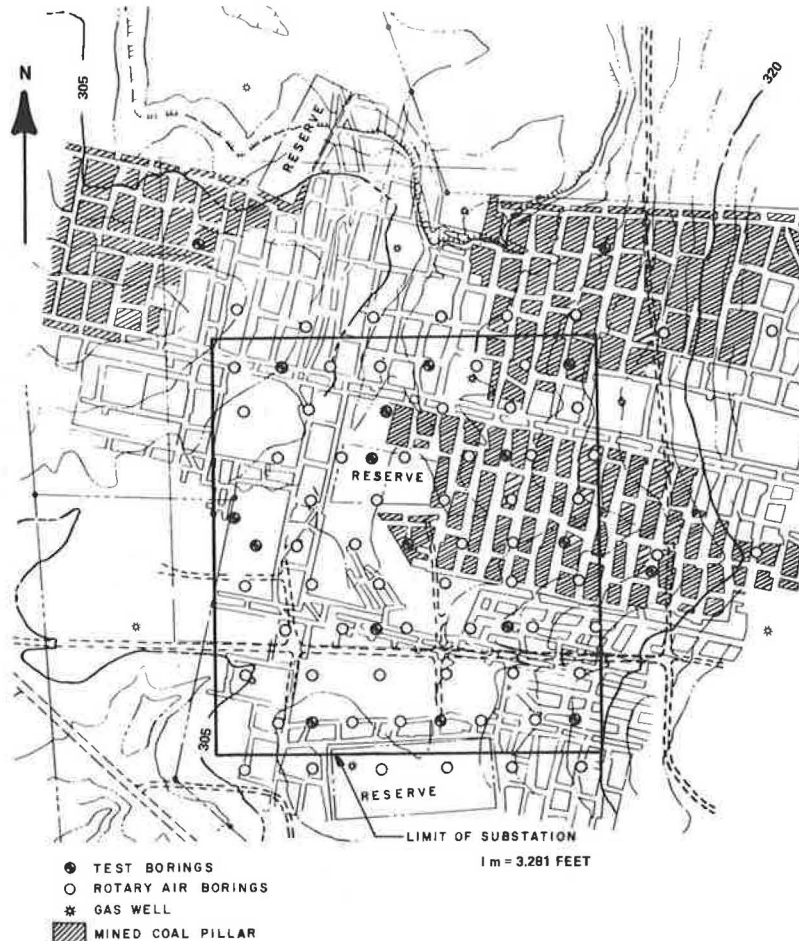 N
305
320
RESERVE
RESERVE
305
RESERVE
LIMIT OF SUBSTATION
1 m = 3.281 FEET
TEST BORINGS
ROTARY AIR BORINGS
GAS WELL
MINED COAL PILLAR